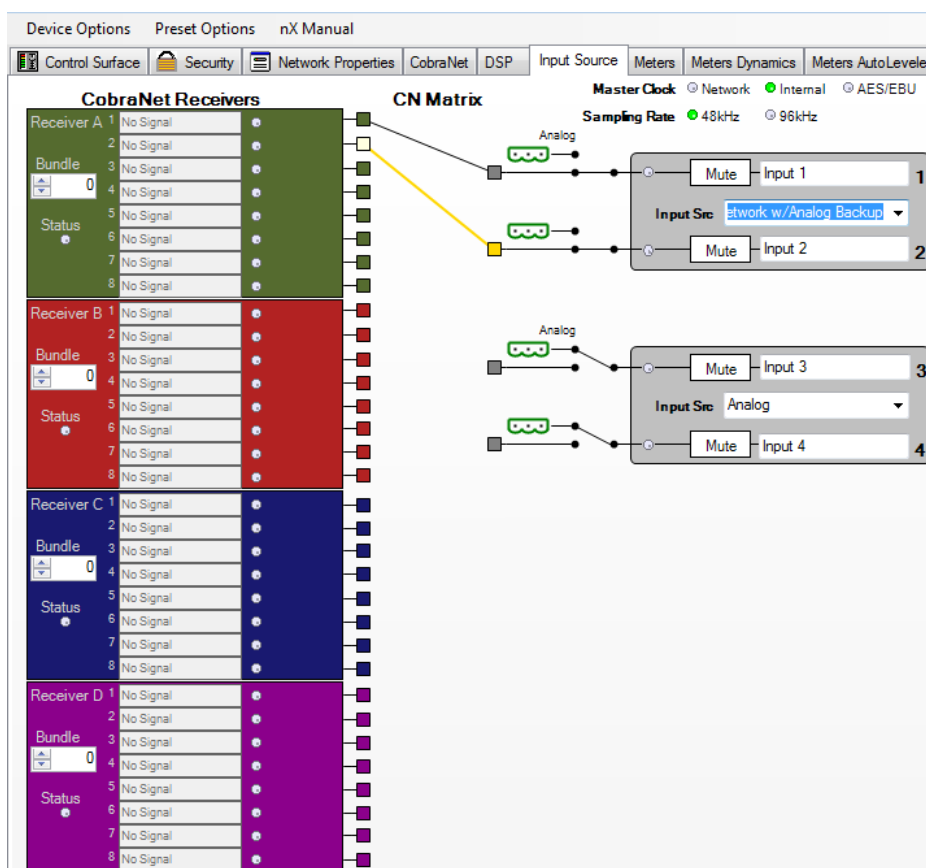 Device Options Preset Options nX Manual
Control Surface Security Network Properties CobraNet DSP Input Source Meters Meters Dynamics Meters AutoLevele
CobraNet Receivers CN Matrix Master Clock Network Internal AES/EBU
Sampling Rate 48kHz 96kHz
Receiver A 1 No Signal
2 No Signal
Bundle 3 No Signal
0 4 No Signal
5 No Signal
Status 6 No Signal
7 No Signal
8 No Signal
Receiver B 1 No Signal
2 No Signal
Bundle 3 No Signal
0 4 No Signal
5 No Signal
Status 6 No Signal
7 No Signal
8 No Signal
Receiver C 1 No Signal
2 No Signal
Bundle 3 No Signal
0 4 No Signal
5 No Signal
Status 6 No Signal
7 No Signal
8 No Signal
Receiver D 1 No Signal
2 No Signal
Bundle 3 No Signal
0 4 No Signal
5 No Signal
Status 6 No Signal
7 No Signal
8 No Signal
Analog
Mute Input 1 1
Input Src etwork w/Analog Backup
Mute Input 2 2
Analog
Mute Input 3 3
Input Src Analog
Mute Input 4 4